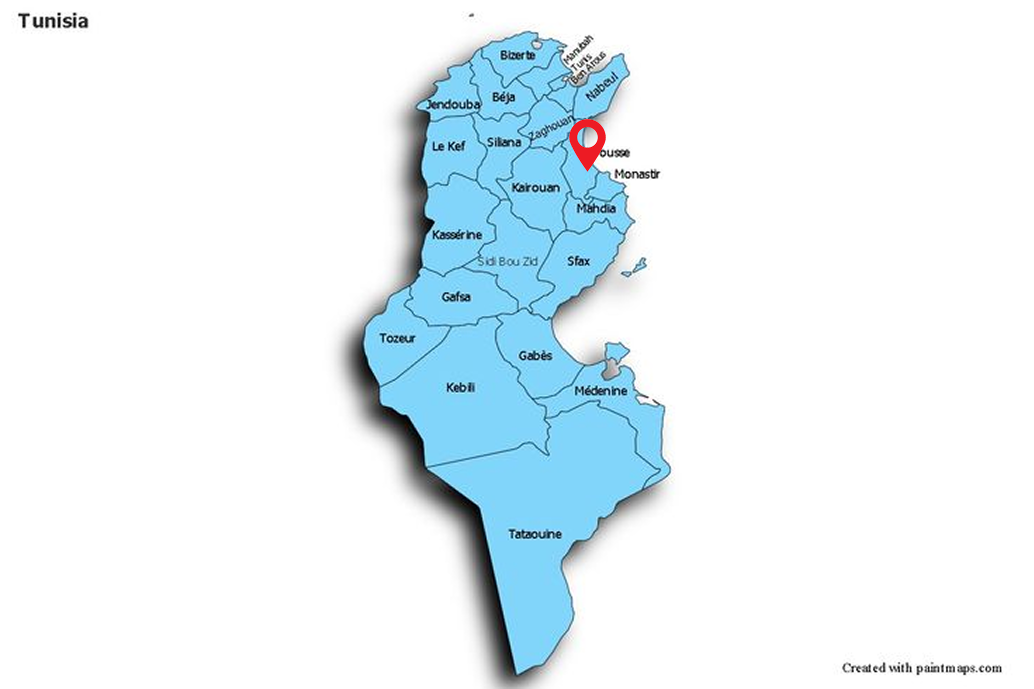 Tunisia
Bizerte
Manubah
Tunis
Ben Arous
Nabeul
Béja
Jendouba
Zaghouan
Siliana
Le Kef
ousse
Monastir
Kairouan
Mahdia
Kassérine
Sidi Bou Zid
Sfax
Gafsa
Tozeur
Gabès
Kebili
Médenine
Tataouine
Created with paintmaps.com